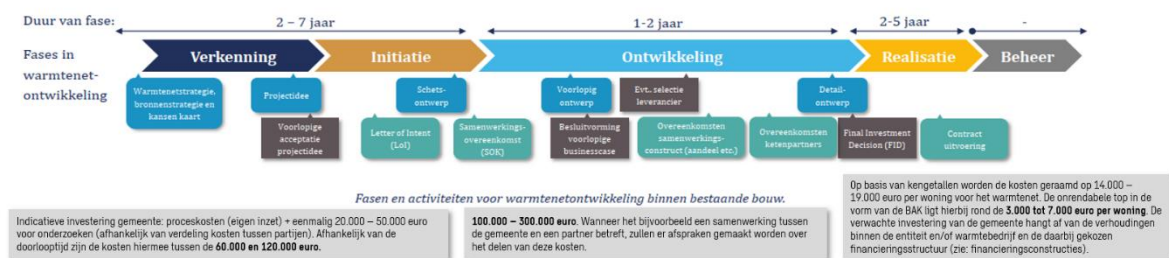 Duur van fase:
2 – 7 jaar
1-2 jaar
2-5 jaar
-
Fases in
warmtenet-
ontwikkeling
Verkenning
Initiatie
Ontwikkeling
Realisatie
Beheer
Warmtenetstrategie,
bronnenstrategie en
kansen kaart
Projectidee
Voorlopige
acceptatie
projectidee
Letter of Intent
(LoI)
Schets-
ontwerp
Samenwerkings-
overeenkomst
(SOK)
Voorlopig
ontwerp
Besluitvorming
voorlopige
businesscase
Evt. selectie
leverancier
Overeenkomsten
samenwerkings-
construct (aandeel etc.)
Overeenkomsten
ketenpartners
Detail-
ontwerp
Final Investment
Decision (FID)
Contract
uitvoering
Fasen en activiteiten voor warmtenetontwikkeling binnen bestaande bouw.
Indicatieve investering gemeente: proceskosten (eigen inzet) + eenmalig 20.000 – 50.000 euro
voor onderzoeken (afhankelijk van verdeling kosten tussen partijen). Afhankelijk van de
doorlooptijd zijn de kosten hiermee tussen de 60.000 en 120.000 euro.
100.000 – 300.000 euro. Wanneer het bijvoorbeeld een samenwerking tussen
de gemeente en een partner betreft, zullen er afspraken gemaakt worden over
het delen van deze kosten.
Op basis van kengetallen worden de kosten geraamd op 14.000 –
19.000 euro per woning voor het warmtenet. De onrendabele top in de
vorm van de BAK ligt hierbij rond de 3.000 tot 7.000 euro per woning. De
verwachte investering van de gemeente hangt af van de verhoudingen
binnen de entiteit en/of warmtebedrijf en de daarbij gekozen
financieringsstructuur (zie: financieringsconstructies).